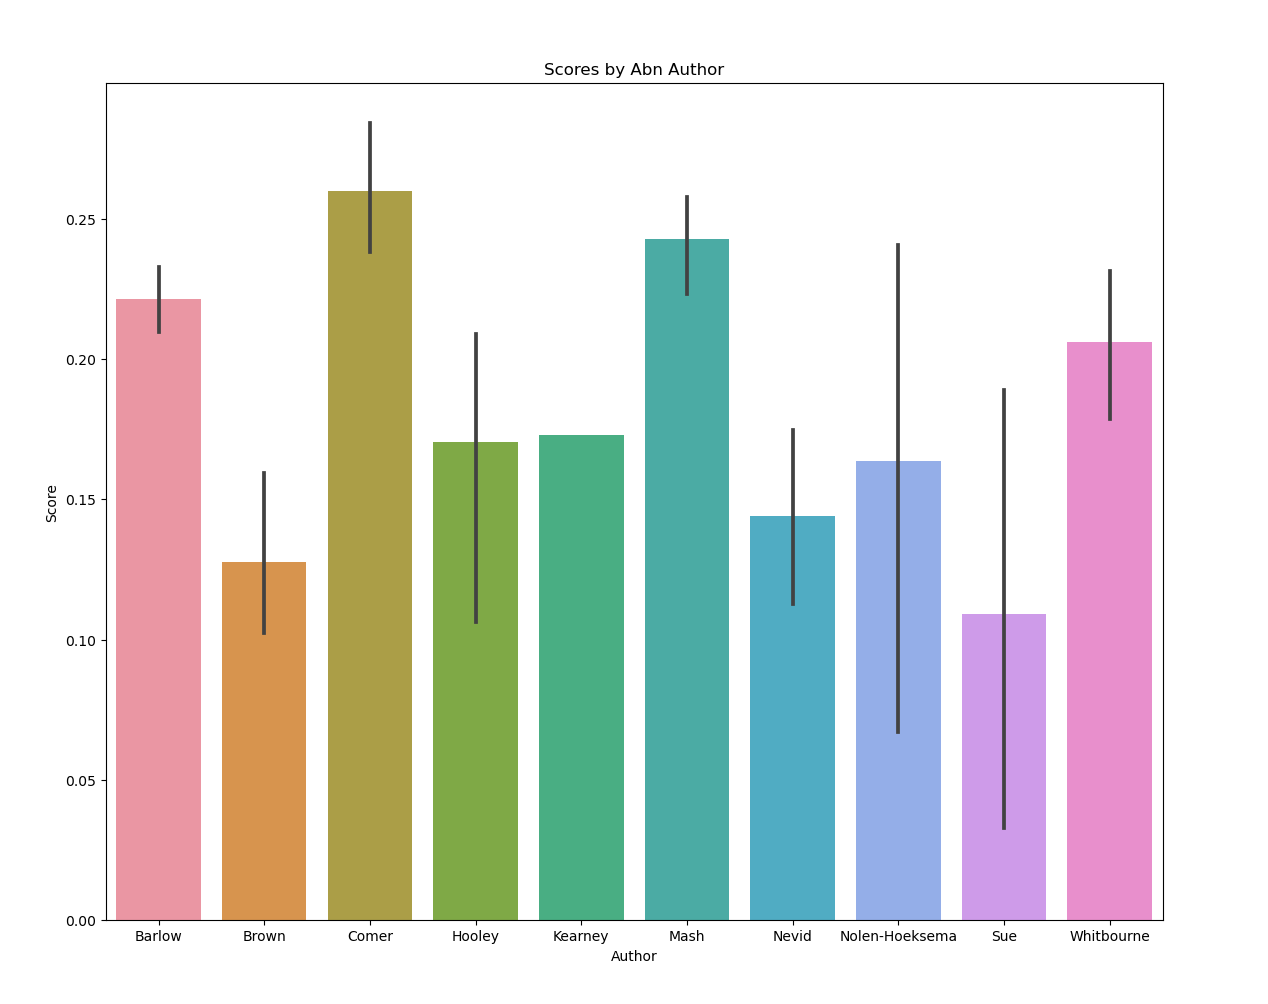 Scores by Abn Author
Score
0.25
0.20
0.15
0.10
0.05
0.00
Barlow Brown Comer Hooley Kearney Mash Nevid Nolen-Hoeksema Sue Whitbourne
Author